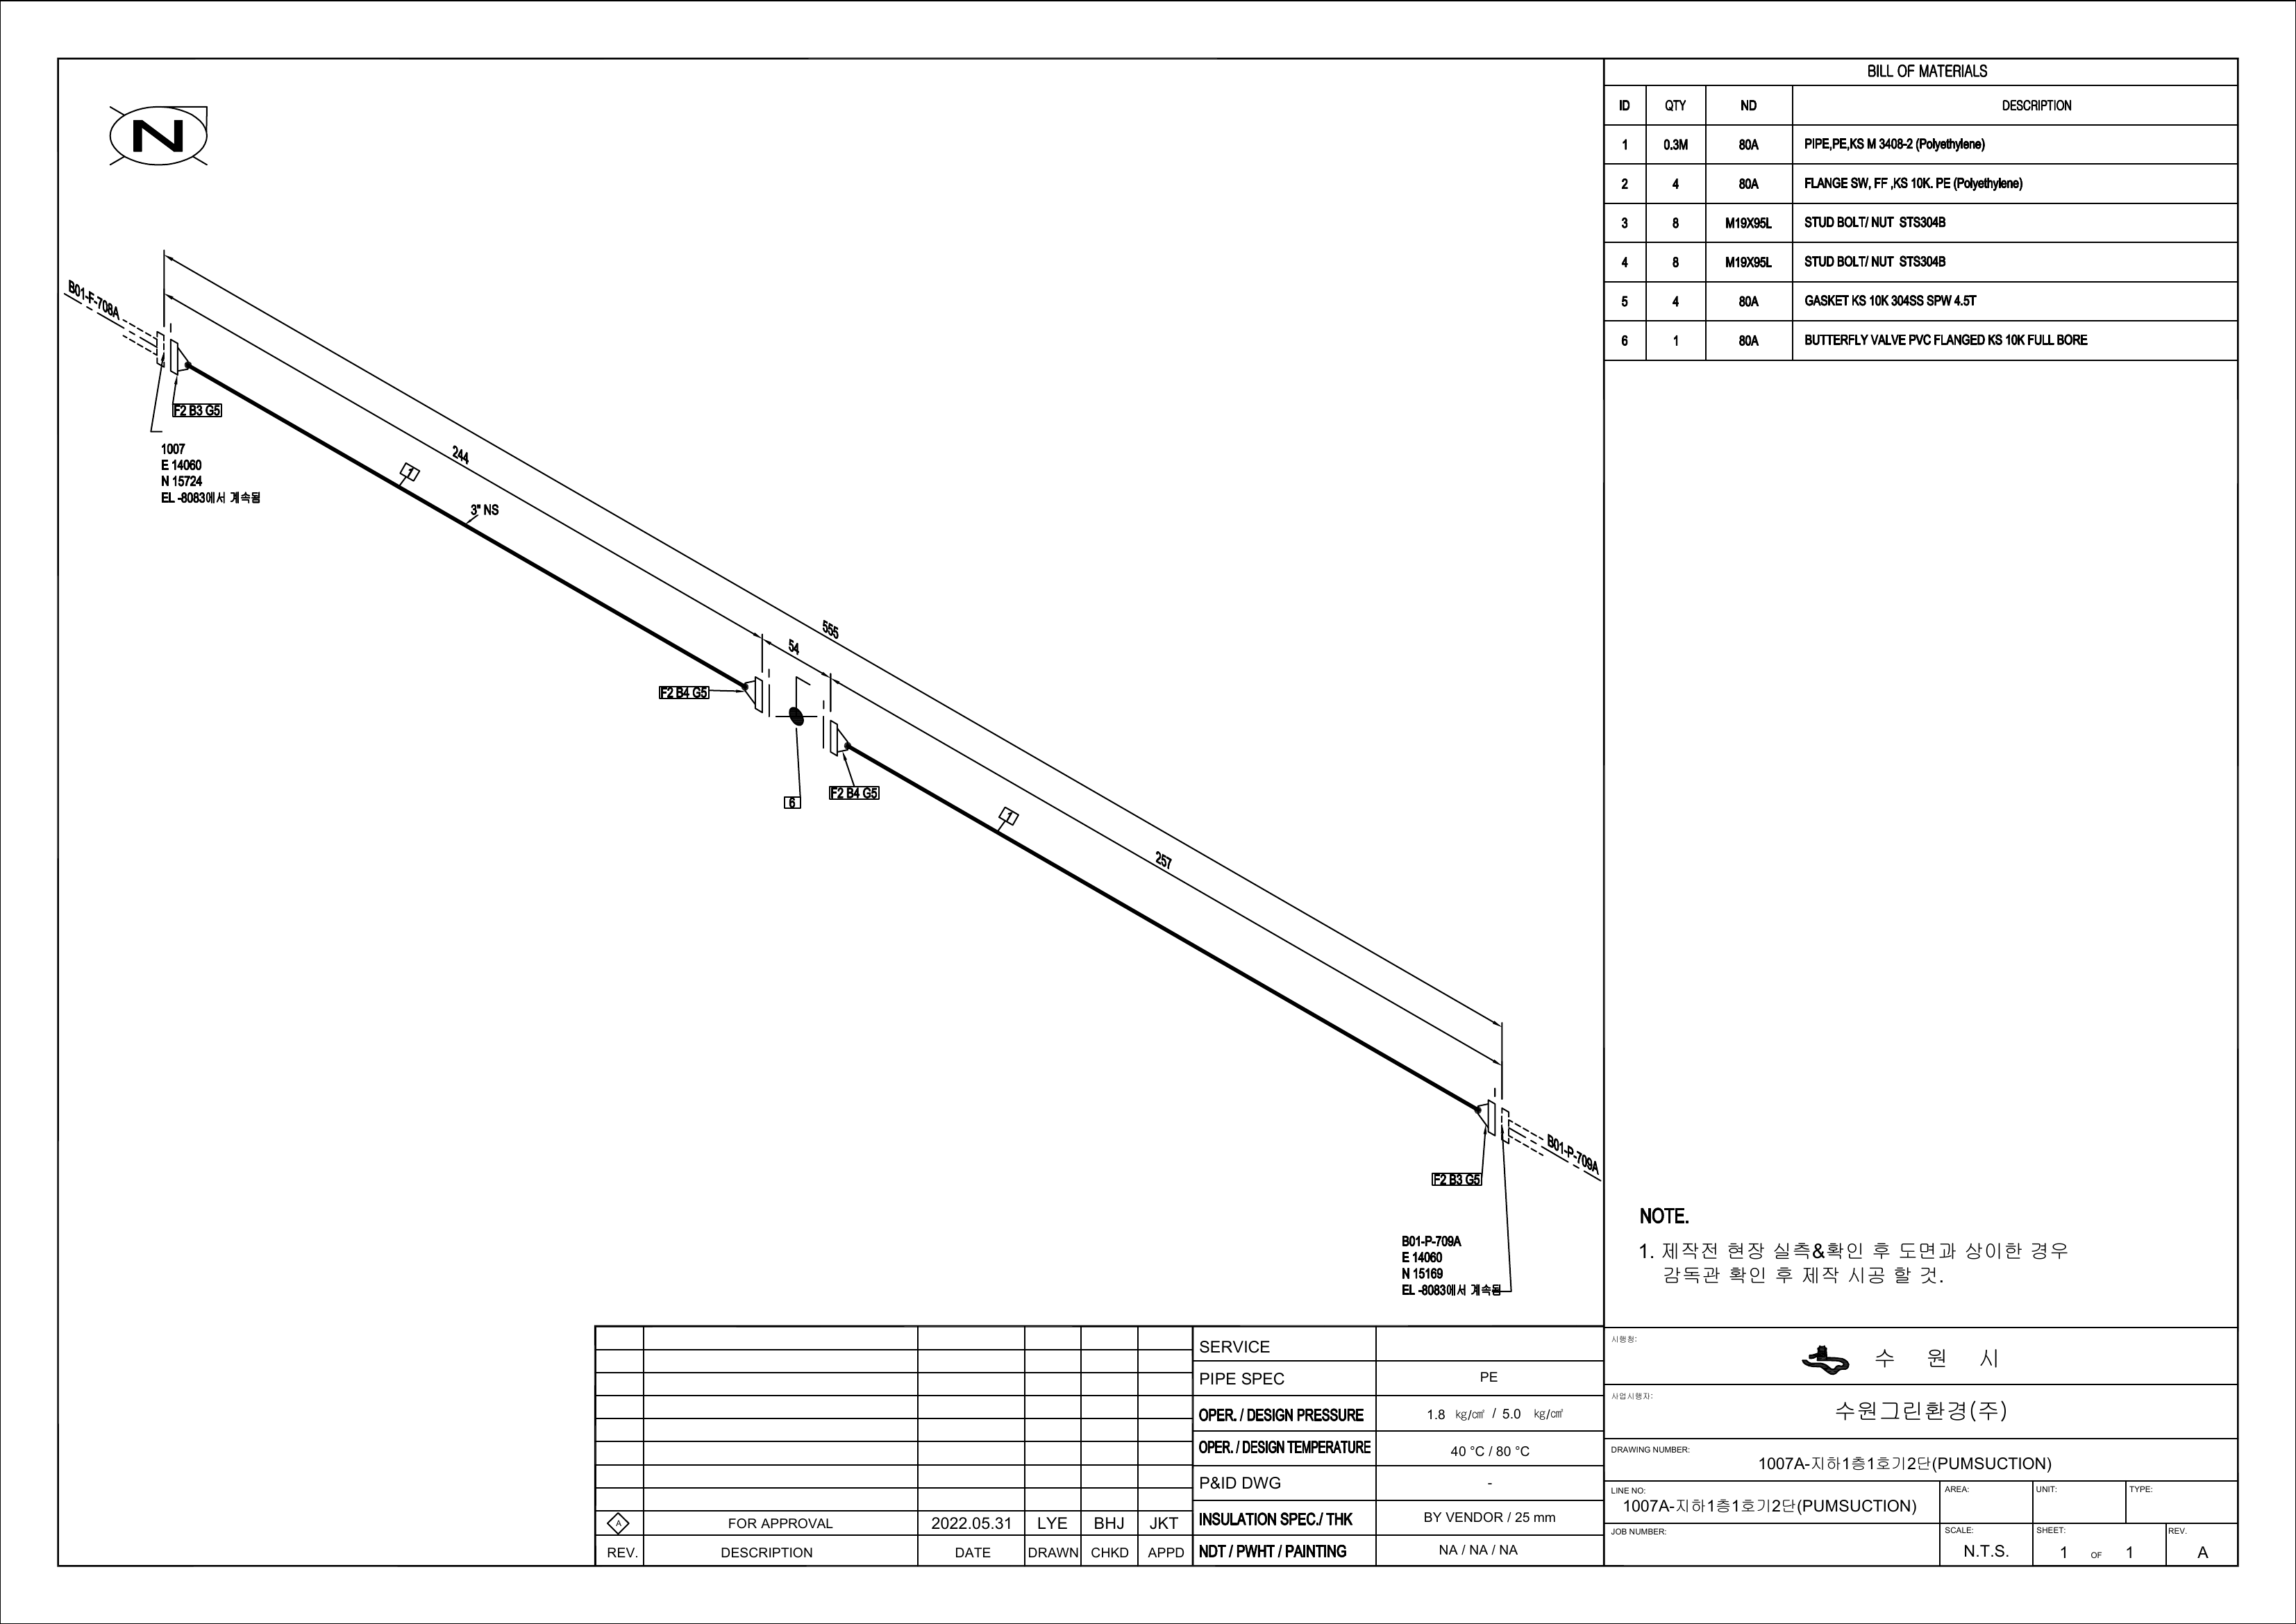 N
B01-F-708A
F2 B3 G5
1007
E 14060
N 15724
EL -8083에서 계속됨
244
1
3" NS
555
54
F2 B4 G5
6
F2 B4 G5
1
257
B01-P-709A
F2 B3 G5
B01-P-709A
E 14060
N 15169
EL -8083에서 계속됨
BILL OF MATERIALS
ID QTY ND DESCRIPTION
1 0.3M 80A PIPE,PE,KS M 3408-2 (Polyethylene)
2 4 80A FLANGE SW, FF ,KS 10K. PE (Polyethylene)
3 8 M19X95L STUD BOLT/ NUT STS304B
4 8 M19X95L STUD BOLT/ NUT STS304B
5 4 80A GASKET KS 10K 304SS SPW 4.5T
6 1 80A BUTTERFLY VALVE PVC FLANGED KS 10K FULL BORE
NOTE.
1. 제작전 현장 실측&확인 후 도면과 상이한 경우
감독관 확인 후 제작 시공 할 것.
A FOR APPROVAL 2022.05.31 LYE BHJ JKT
REV. DESCRIPTION DATE DRAWN CHKD APPD
SERVICE
PIPE SPEC PE
OPER. / DESIGN PRESSURE 1.8 ㎏/㎠ / 5.0 ㎏/㎠
OPER. / DESIGN TEMPERATURE 40 °C / 80 °C
P&ID DWG -
INSULATION SPEC./ THK BY VENDOR / 25 mm
NDT / PWHT / PAINTING NA / NA / NA
시행청:
수 원 시
사업시행자:
수원그린환경(주)
DRAWING NUMBER:
1007A-지하1층1호기2단(PUMSUCTION)
LINE NO:
1007A-지하1층1호기2단(PUMSUCTION)
AREA: UNIT: TYPE:
JOB NUMBER:
SCALE: SHEET: REV.
N.T.S. 1 OF 1 A